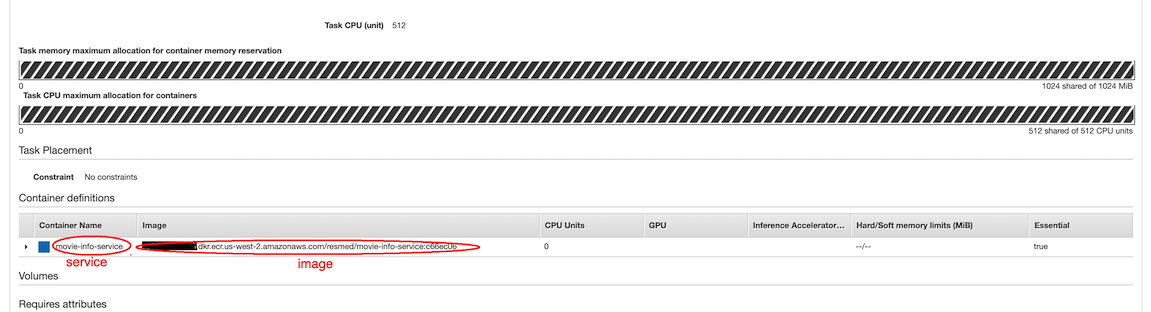 Task CPU (unit) 512
Task memory maximum allocation for container memory reservation
0 1024 shared of 1024 MiB
Task CPU maximum allocation for containers
0 512 shared of 512 CPU units
Task Placement
Constraint No constraints
Container definitions
Container Name Image CPU Units GPU Inference Accelerator... Hard/Soft memory limits (MiB) Essential
movie-info-service .dkr.ecr.us-west-2.amazonaws.com/resmed/movie-info-service:c66ec06 0 --/-- true
service image
Volumes
Requires attributes